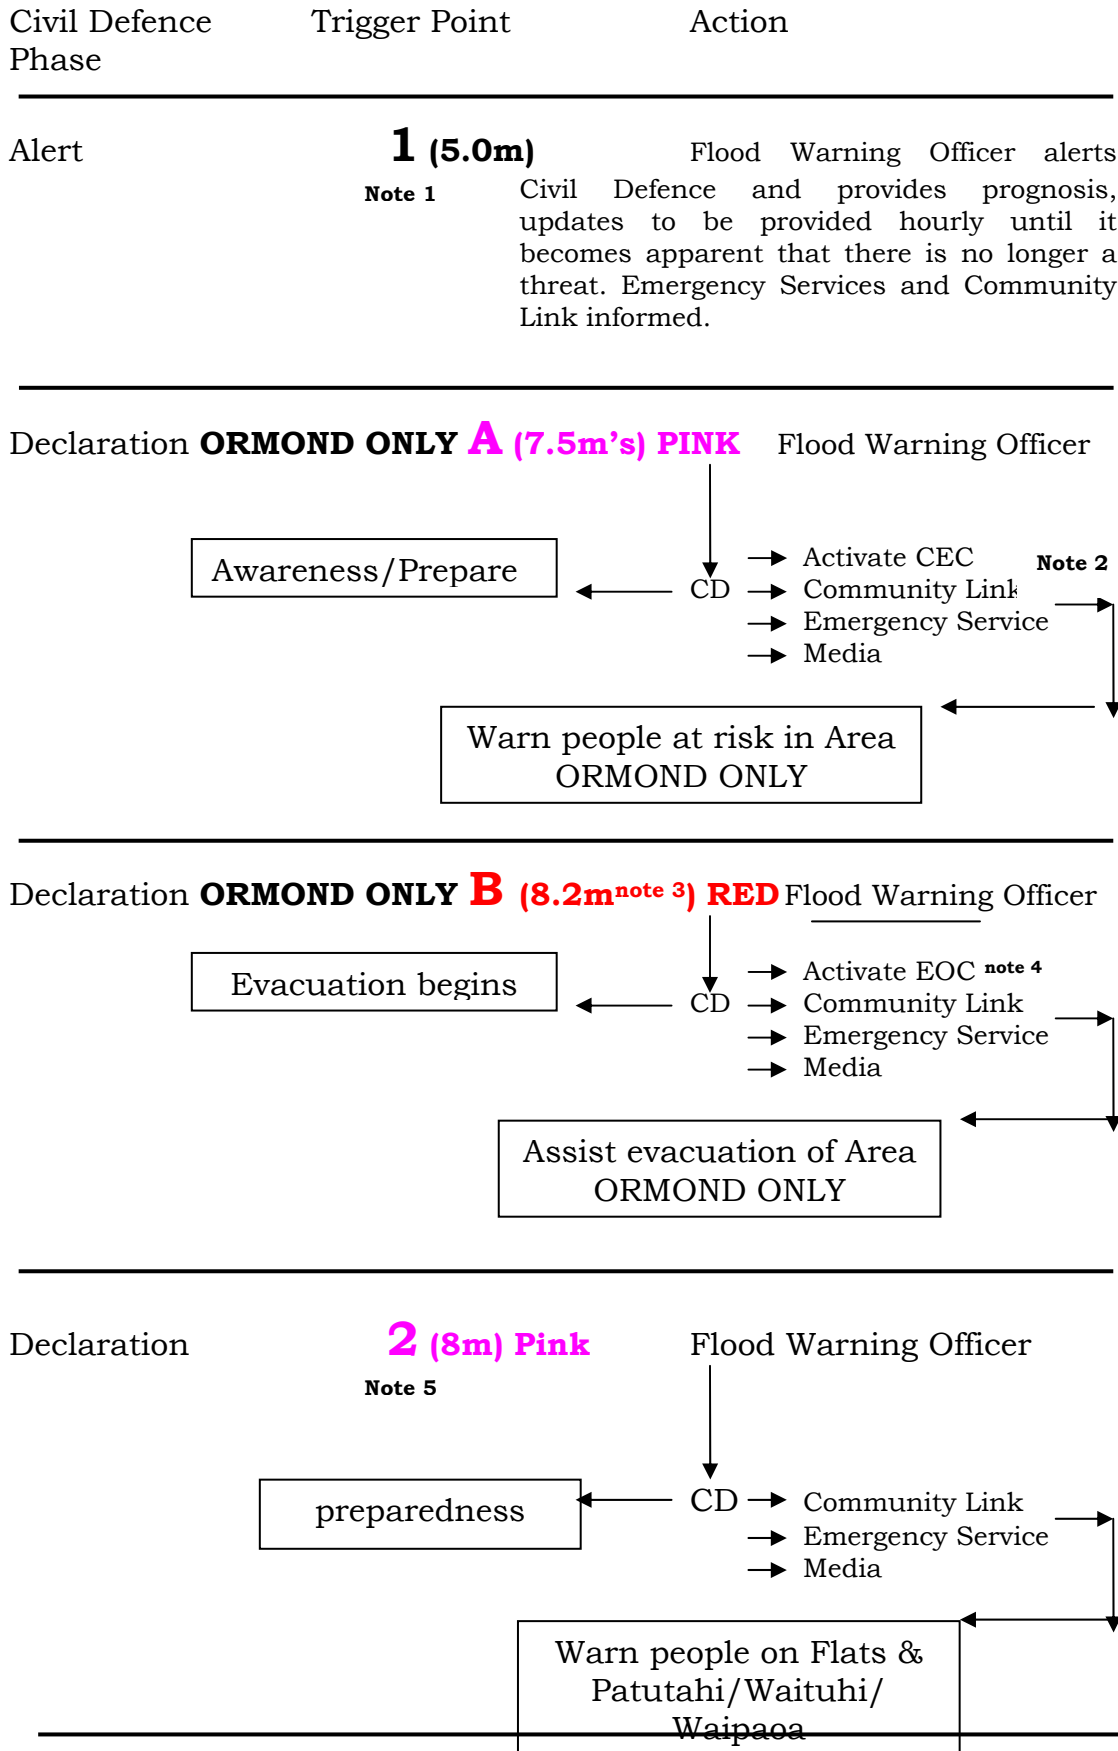 Civil Defence Trigger Point Action
Phase
Alert 1 (5.0m) Flood Warning Officer alerts
Note 1 Civil Defence and provides prognosis,
updates to be provided hourly until it
becomes apparent that there is no longer a
threat. Emergency Services and Community
Link informed.
Declaration ORMOND ONLY A (7.5m's) PINK Flood Warning Officer
Awareness/Prepare
CD
Activate CEC Note 2
Community Link
Emergency Service
Media
Warn people at risk in Area
ORMOND ONLY
Declaration ORMOND ONLY B (8.2m note 3) RED Flood Warning Officer
Evacuation begins
CD
Activate EOC note 4
Community Link
Emergency Service
Media
Assist evacuation of Area
ORMOND ONLY
Declaration 2 (8m) Pink Flood Warning Officer
Note 5
preparedness
CD
Community Link
Emergency Service
Media
Warn people on Flats &
Patutahi/Waituhi/
Waipaoa